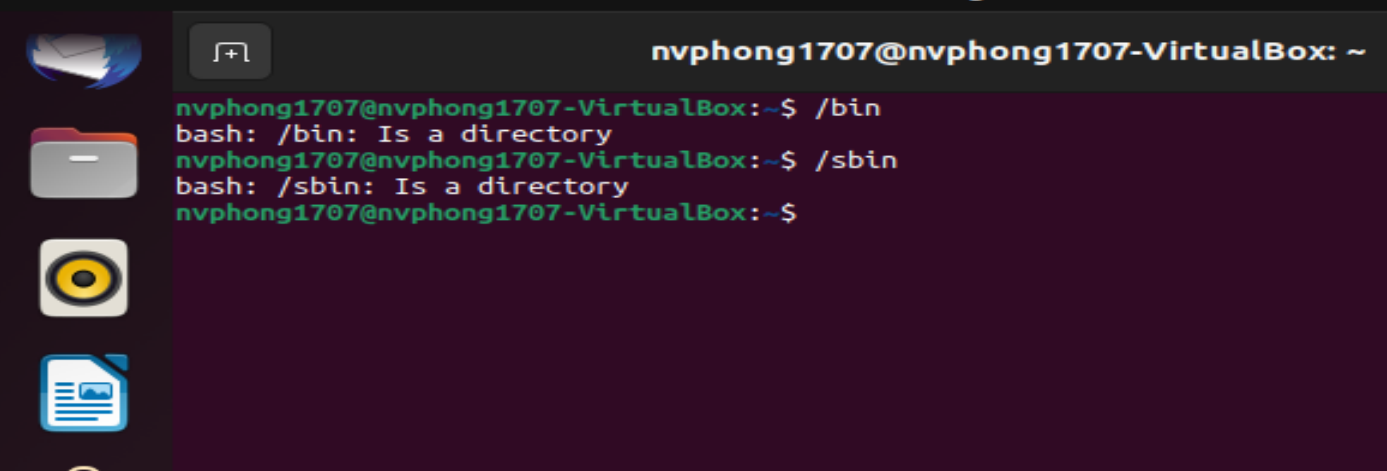 nvphong1707@nvphong1707-VirtualBox: ~
nvphong1707@nvphong1707-VirtualBox:~$ /bin
bash: /bin: Is a directory
nvphong1707@nvphong1707-VirtualBox:~$ /sbin
bash: /sbin: Is a directory
nvphong1707@nvphong1707-VirtualBox:~$